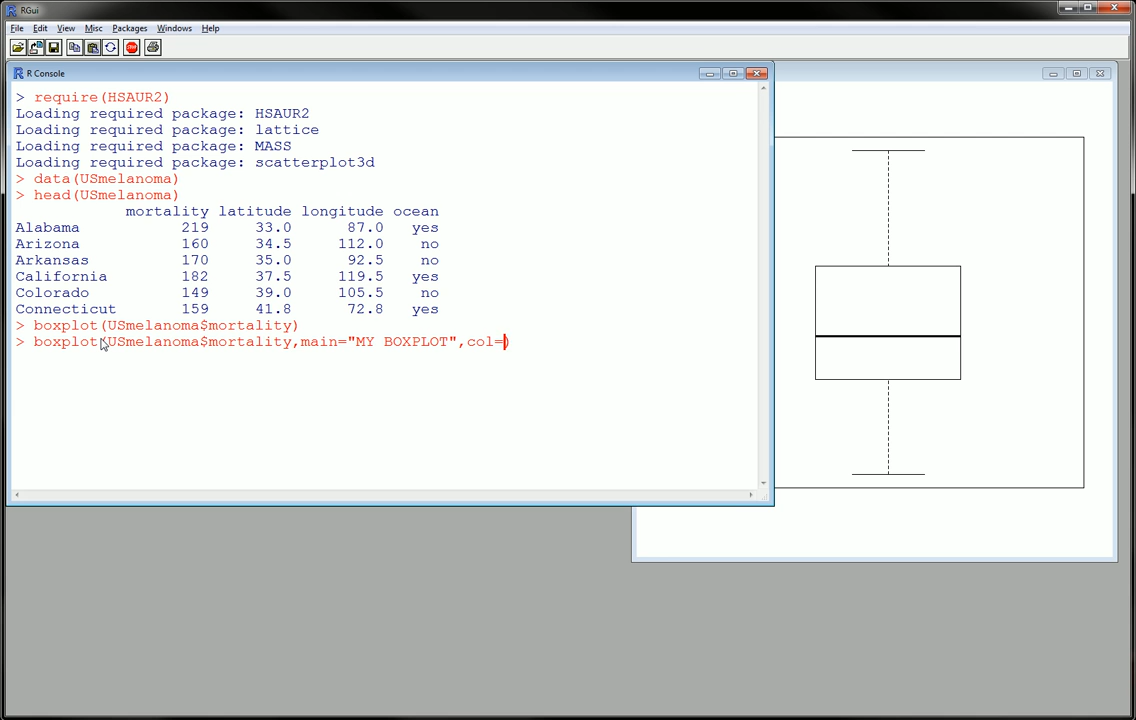 RGui
File Edit View Misc Packages Windows Help
STOP
R Console
> require(HSAUR2)
Loading required package: HSAUR2
Loading required package: lattice
Loading required package: MASS
Loading required package: scatterplot3d
> data(USmelanoma)
> head(USmelanoma)
mortality latitude longitude ocean
Alabama 219 33.0 87.0 yes
Arizona 160 34.5 112.0 no
Arkansas 170 35.0 92.5 no
California 182 37.5 119.5 yes
Colorado 149 39.0 105.5 no
Connecticut 159 41.8 72.8 yes
> boxplot(USmelanoma$mortality)
> boxplot(USmelanoma$mortality,main="MY BOXPLOT",col=)